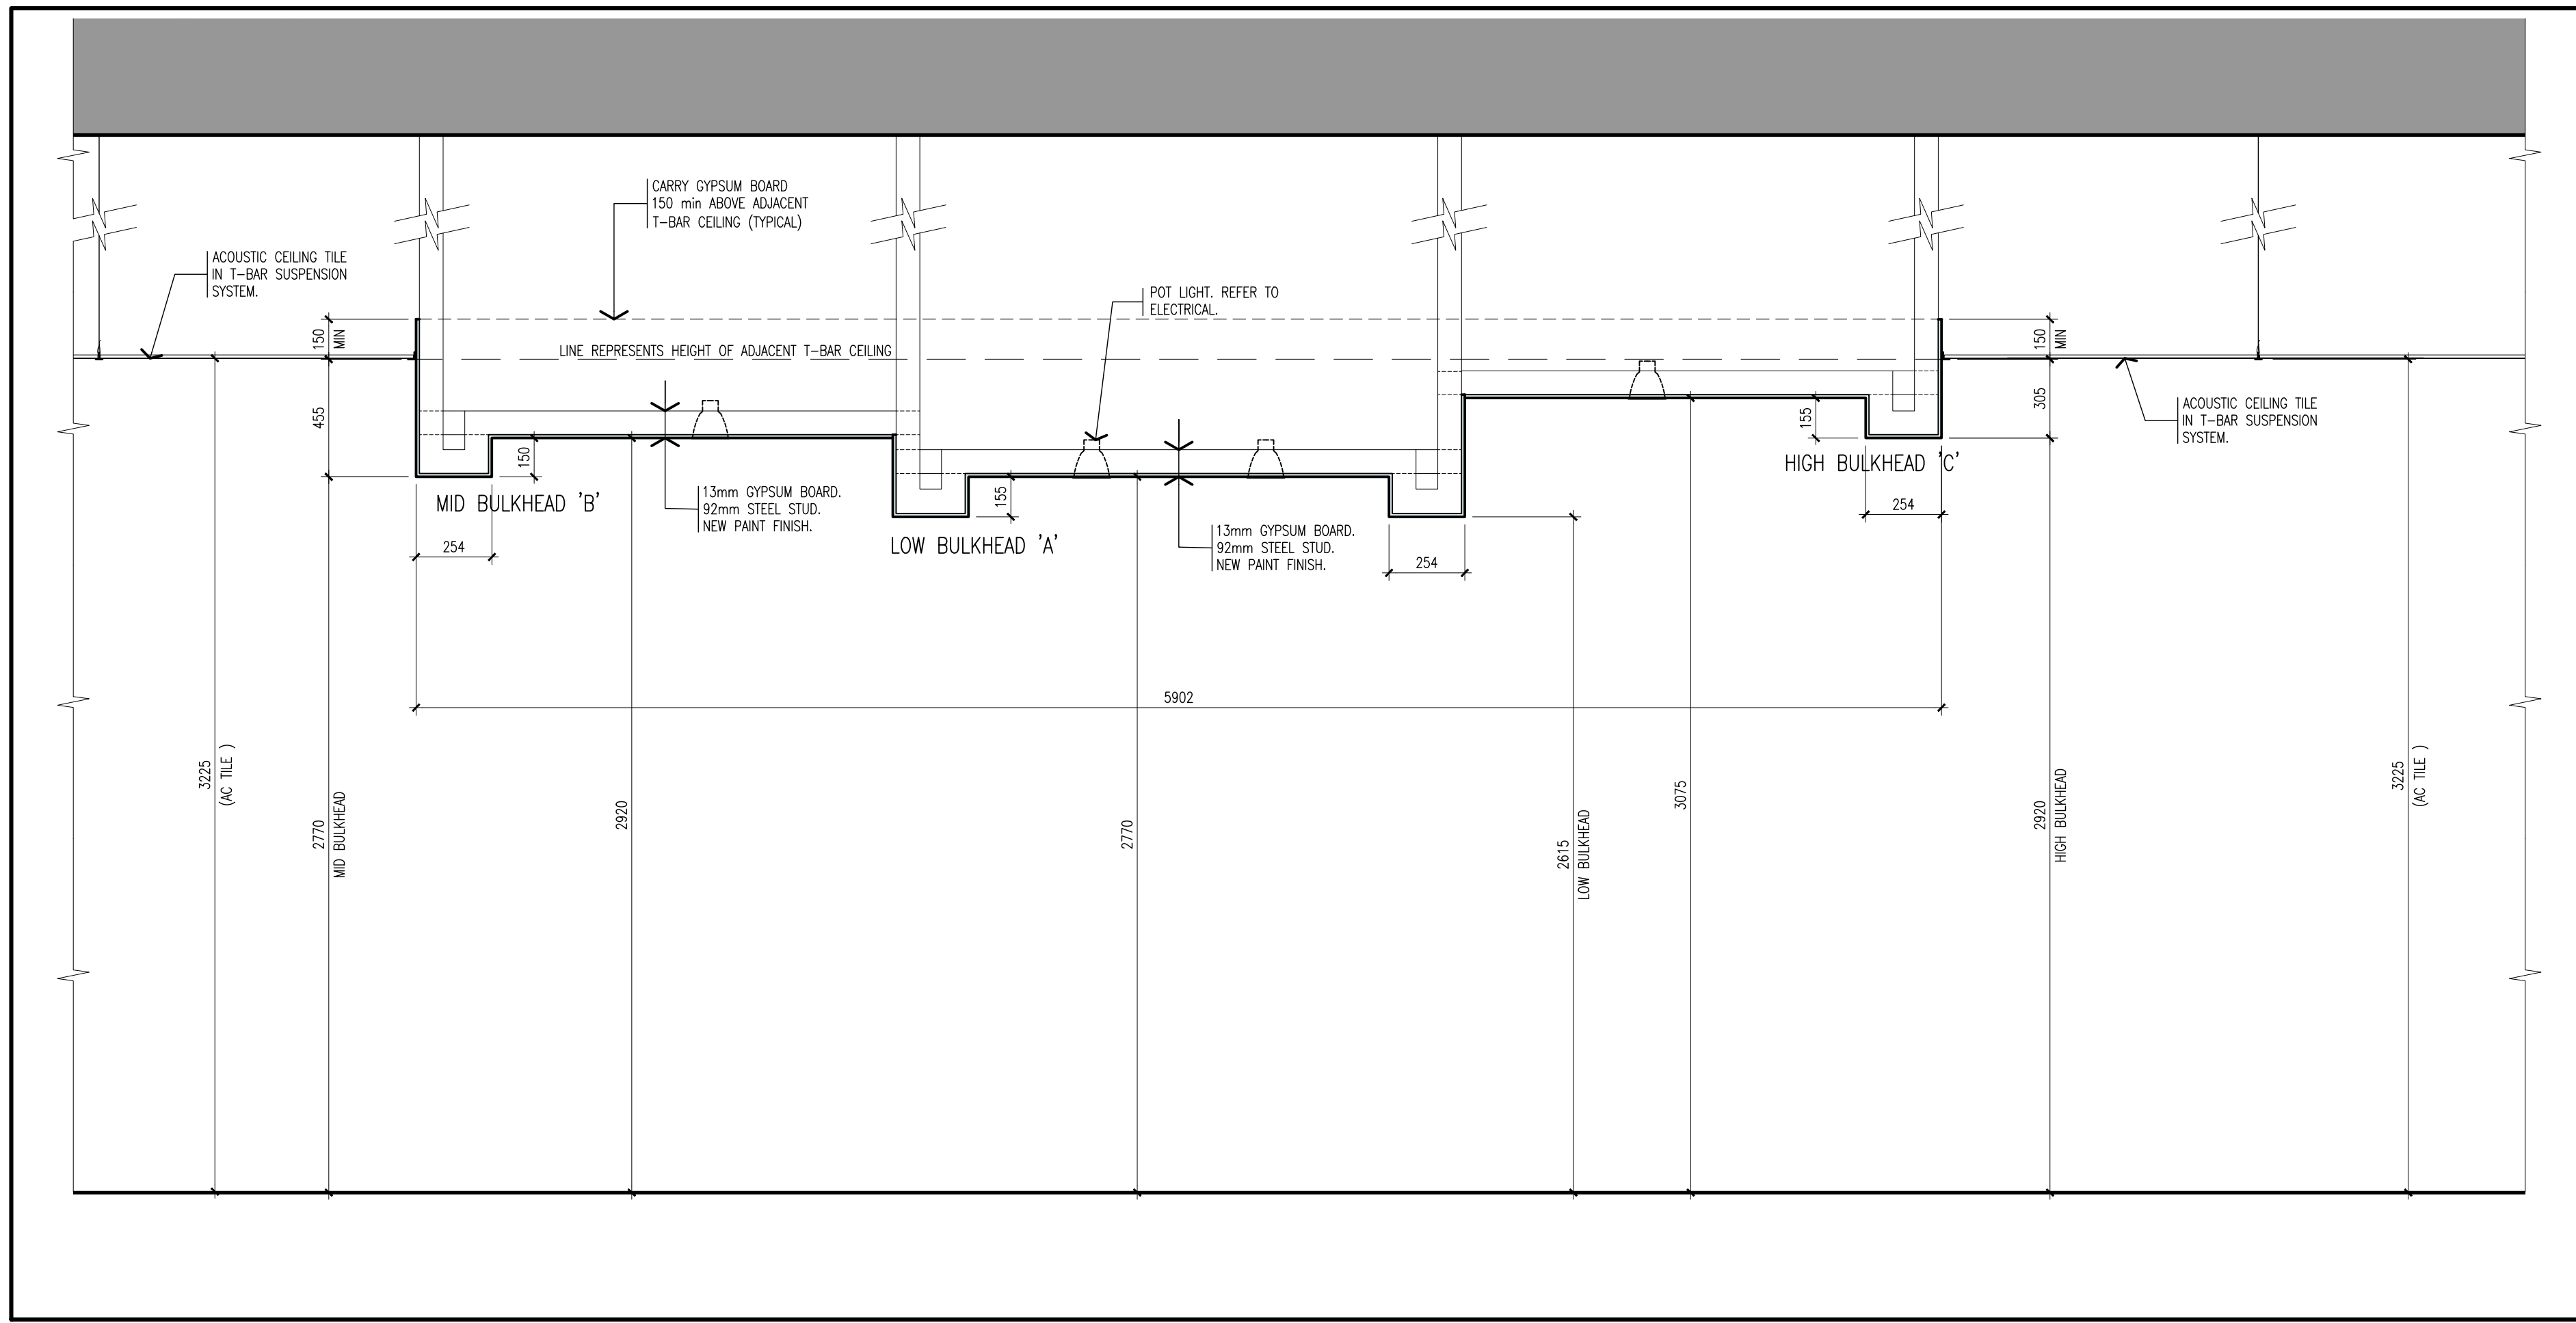 CARRY GYPSUM BOARD
150 min ABOVE ADJACENT
T-BAR CEILING (TYPICAL)
ACOUSTIC CEILING TILE
IN T-BAR SUSPENSION
SYSTEM.
POT LIGHT. REFER TO
ELECTRICAL.
150
MIN
LINE REPRESENTS HEIGHT OF ADJACENT T-BAR CEILING
150
MIN
455
305
155
ACOUSTIC CEILING TILE
IN T-BAR SUSPENSION
SYSTEM.
150
HIGH BULKHEAD 'C'
MID BULKHEAD 'B'
13mm GYPSUM BOARD.
92mm STEEL STUD.
NEW PAINT FINISH.
155
254
LOW BULKHEAD 'A'
13mm GYPSUM BOARD.
92mm STEEL STUD.
NEW PAINT FINISH.
254
254
5902
3225
(AC TILE )
2770
MID BULKHEAD
2920
2770
2615
LOW BULKHEAD
3075
2920
HIGH BULKHEAD
3225
(AC TILE )